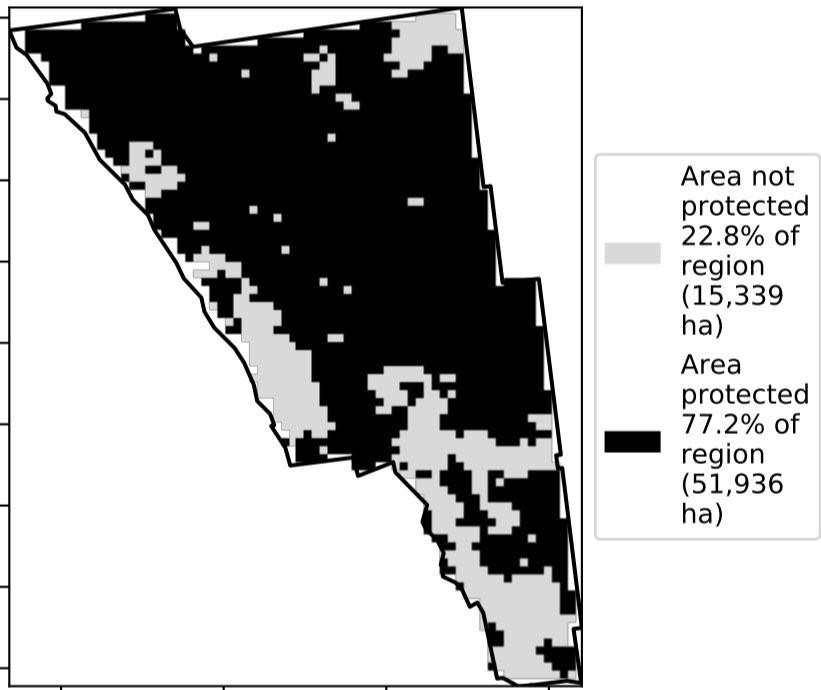 Area not
protected
22.8% of
region
(15,339
ha)
Area
protected
77.2% of
region
(51,936
ha)